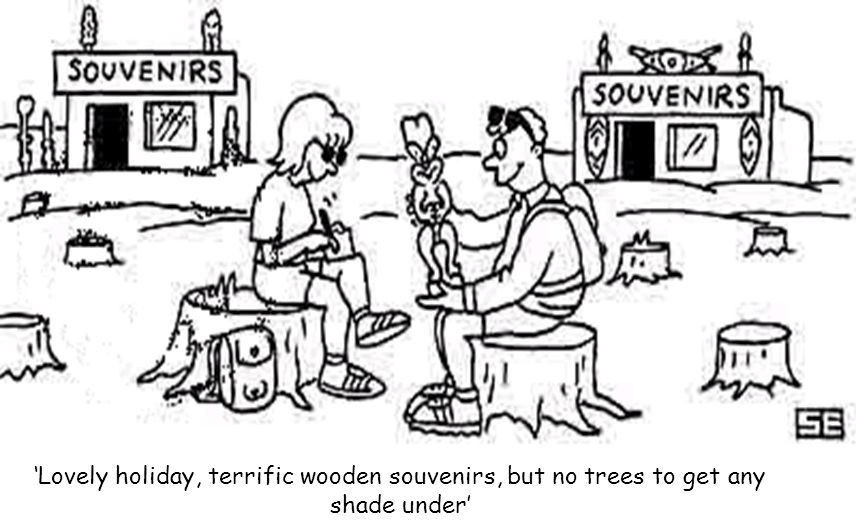 SOUVENIRS
SOUVENIRS
SE
‘Lovely holiday, terrific wooden souvenirs, but no trees to get any
shade under’